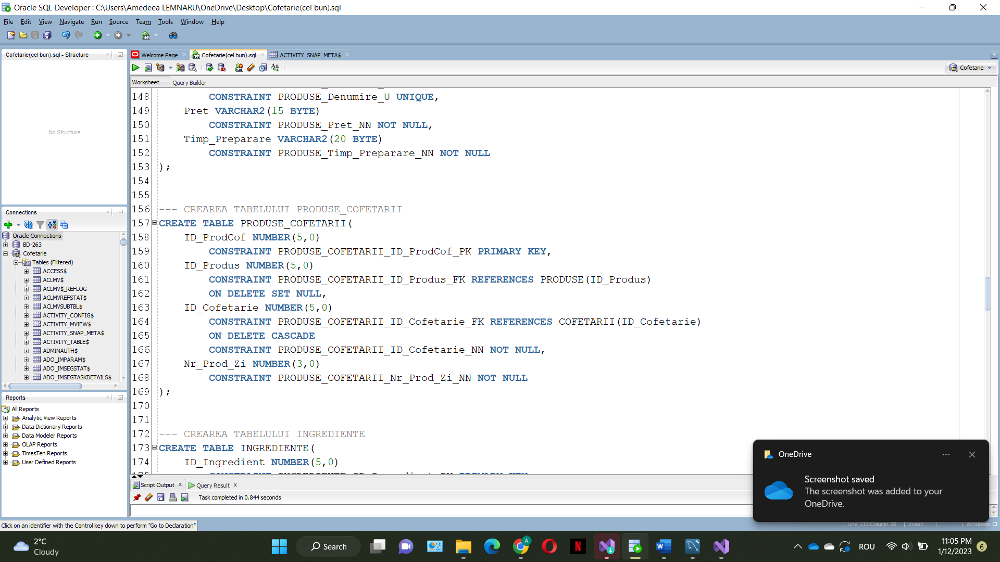 Oracle SQL Developer : C:\Users\Amedeea LEMNARU\OneDrive\Desktop\Cofetarie(cel bun).sql
File Edit View Navigate Run Source Team Tools Window Help
Cofetarie(cel bun).sql - Structure
No Structure
Connections
Oracle Connections
BD-263
Cofetarie
Tables (Filtered)
ACCESS$
ACLMV$
ACLMV$_REFLOG
ACLMVREFSTAT$
ACLMVSUBTBL$
ACTIVITY_CONFIG$
ACTIVITY_MVIEW$
ACTIVITY_SNAP_META$
ACTIVITY_TABLE$
ADMINAUTH$
ADO_IMPARAM$
ADO_IMSEGSTAT$
ADO_IMSEGTASKDETAILS$
Reports
All Reports
Analytic View Reports
Data Dictionary Reports
Data Modeler Reports
OLAP Reports
TimesTen Reports
User Defined Reports
Welcome Page
Cofetarie(cel bun).sql
ACTIVITY_SNAP_META$
Cofetarie
Worksheet Query Builder
148 CONSTRAINT PRODUSE_Denumire_U UNIQUE,
149 Pret VARCHAR2(15 BYTE)
150 CONSTRAINT PRODUSE_Pret_NN NOT NULL,
151 Timp_Preparare VARCHAR2(20 BYTE)
152 CONSTRAINT PRODUSE_Timp_Preparare_NN NOT NULL
153 );
154
155
156 --- CREAREA TABELULUI PRODUSE_COFETARII
157 CREATE TABLE PRODUSE_COFETARII(
158 ID_ProdCof NUMBER(5,0)
159 CONSTRAINT PRODUSE_COFETARII_ID_ProdCof_PK PRIMARY KEY,
160 ID_Produs NUMBER(5,0)
161 CONSTRAINT PRODUSE_COFETARII_ID_Produs_FK REFERENCES PRODUSE(ID_Produs)
162 ON DELETE SET NULL,
163 ID_Cofetarie NUMBER(5,0)
164 CONSTRAINT PRODUSE_COFETARII_ID_Cofetarie_FK REFERENCES COFETARII(ID_Cofetarie)
165 ON DELETE CASCADE
166 CONSTRAINT PRODUSE_COFETARII_ID_Cofetarie_NN NOT NULL,
167 Nr_Prod_Zi NUMBER(3,0)
168 CONSTRAINT PRODUSE_COFETARII_Nr_Prod_Zi_NN NOT NULL
169 );
170
171
172 --- CREAREA TABELULUI INGREDIENTE
173 CREATE TABLE INGREDIENTE(
174 ID_Ingredient NUMBER(5,0)
Script Output
Query Result
Task completed in 0.844 seconds
OneDrive
Screenshot saved
The screenshot was added to your
OneDrive.
Click on an identifier with the Control key down to perform "Go to Declaration"
Line 113 Column 28 Insert Windows:
2°C
Cloudy
Search
ROU
11:05 PM
1/12/2023
6